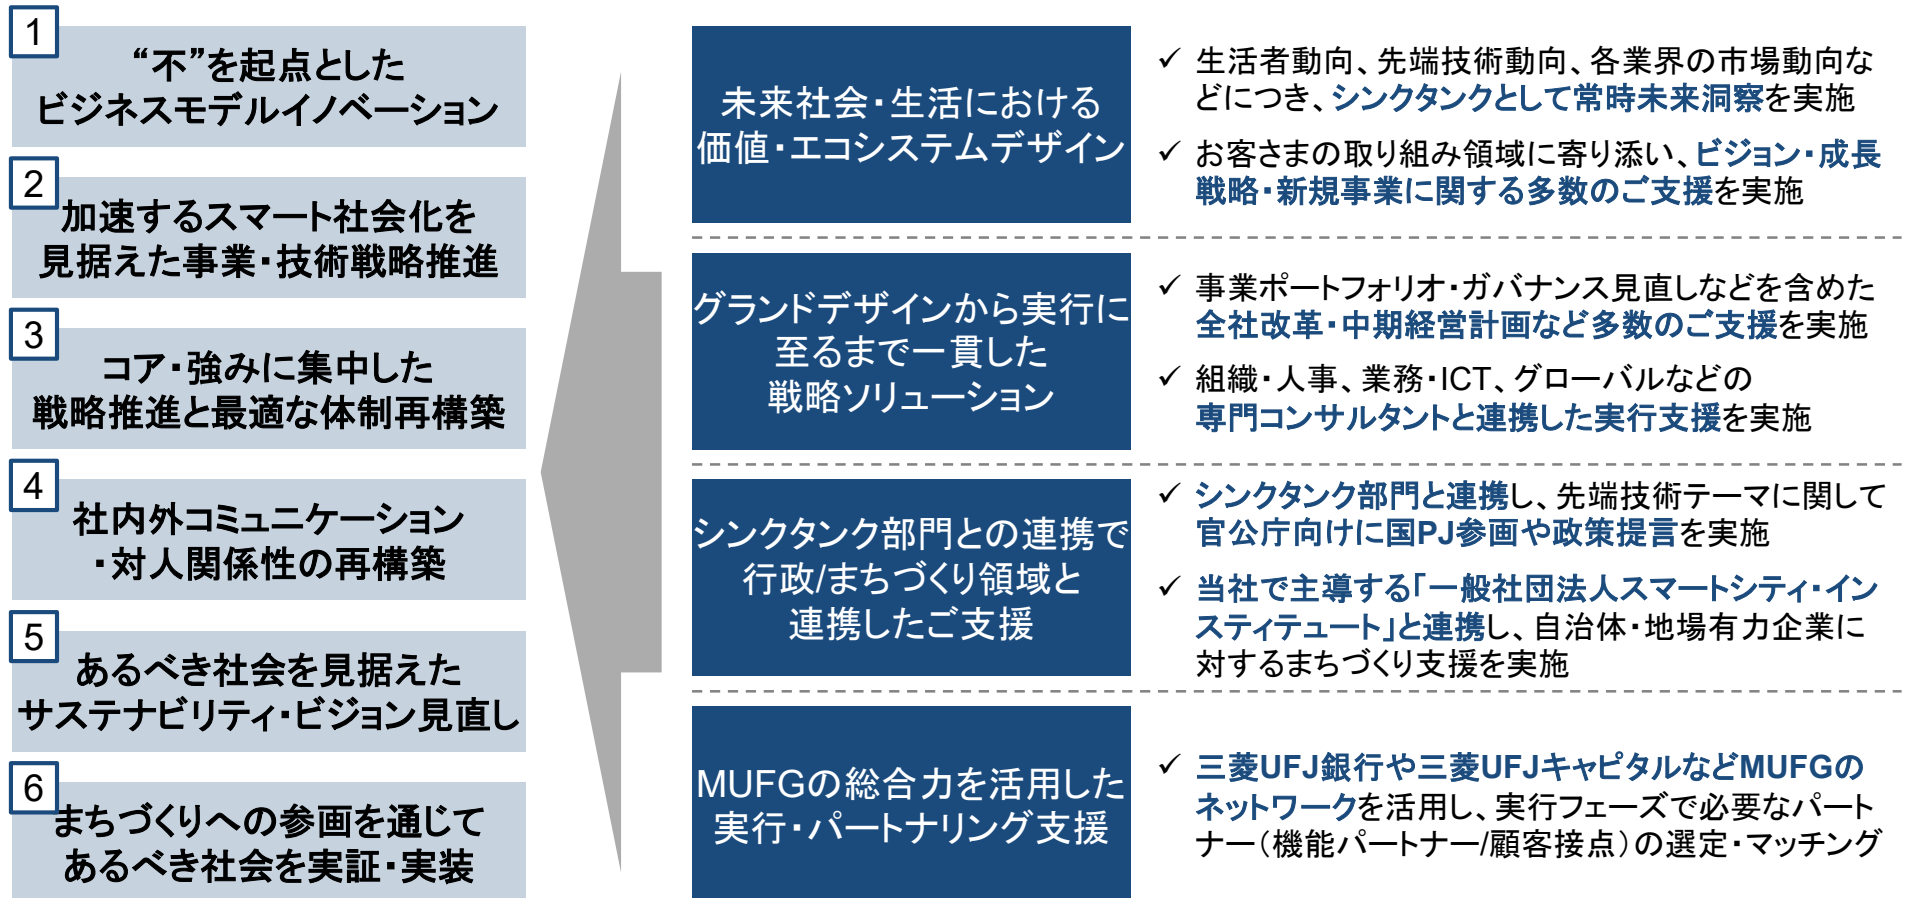 1
“不”を起点とした
ビジネスモデルイノベーション
2
加速するスマート社会化を
見据えた事業・技術戦略推進
3
コア・強みに集中した
戦略推進と最適な体制再構築
4
社内外コミュニケーション
・対人関係性の再構築
5
あるべき社会を見据えた
サステナビリティ・ビジョン見直し
6
まちづくりへの参画を通じて
あるべき社会を実証・実装
未来社会・生活における
価値・エコシステムデザイン
✓ 生活者動向、先端技術動向、各業界の市場動向な
どにつき、シンクタンクとして常時未来洞察を実施
✓ お客さまの取り組み領域に寄り添い、ビジョン・成長
戦略・新規事業に関する多数のご支援を実施
グランドデザインから実行に
至るまで一貫した
戦略ソリューション
✓ 事業ポートフォリオ・ガバナンス見直しなどを含めた
全社改革・中期経営計画など多数のご支援を実施
✓ 組織・人事、業務・ICT、グローバルなどの
専門コンサルタントと連携した実行支援を実施
シンクタンク部門との連携で
行政/まちづくり領域と
連携したご支援
✓ シンクタンク部門と連携し、先端技術テーマに関して
官公庁向けに国PJ参画や政策提言を実施
✓ 当社で主導する「一般社団法人スマートシティ・イン
スティテュート」と連携し、自治体・地場有力企業に
対するまちづくり支援を実施
MUFGの総合力を活用した
実行・パートナリング支援
✓ 三菱UFJ銀行や三菱UFJキャピタルなどMUFGの
ネットワークを活用し、実行フェーズで必要なパート
ナー（機能パートナー/顧客接点）の選定・マッチング